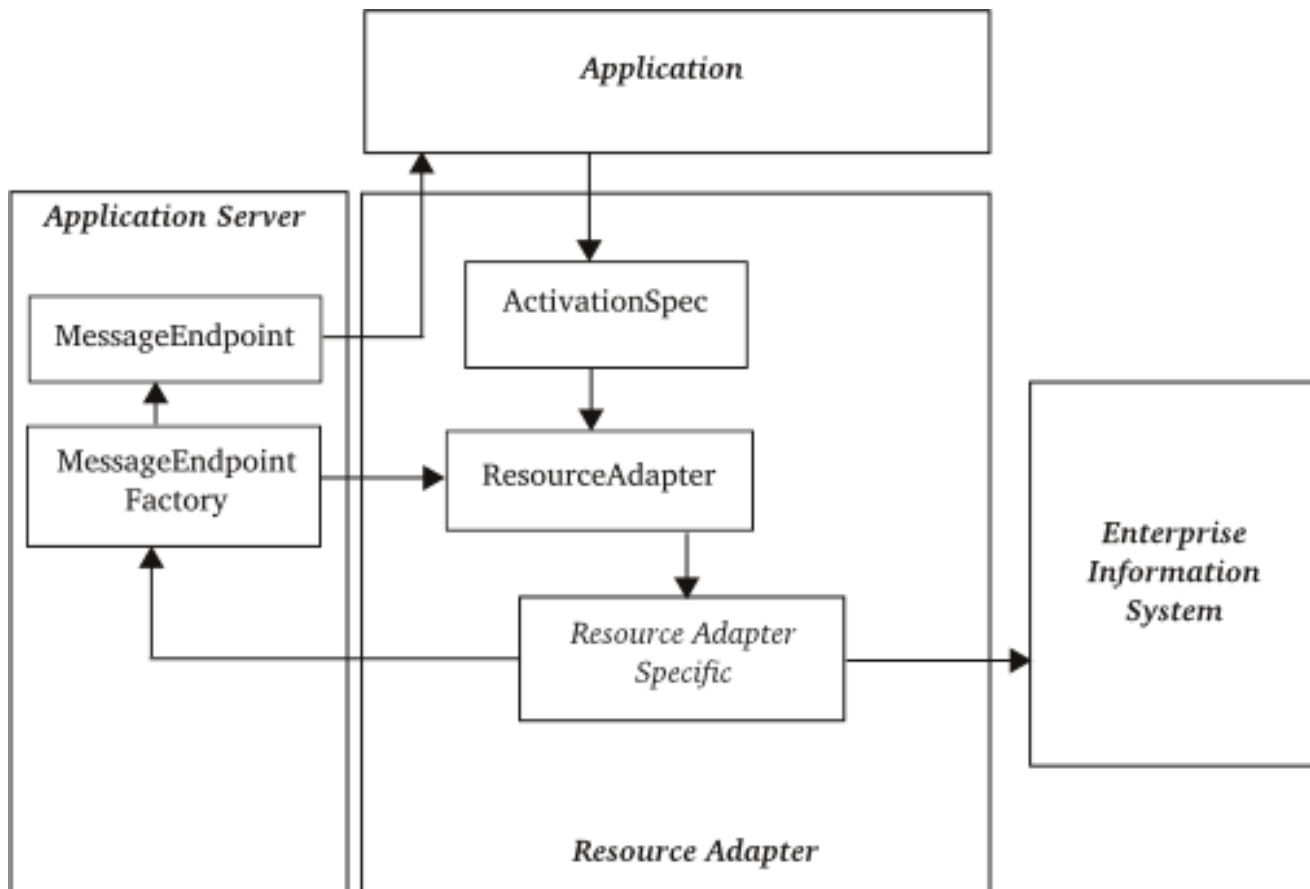 Application
Application Server
ActivationSpec
MessageEndpoint
MessageEndpoint
Factory
ResourceAdapter
Enterprise
Information
System
Resource Adapter
Specific
Resource Adapter